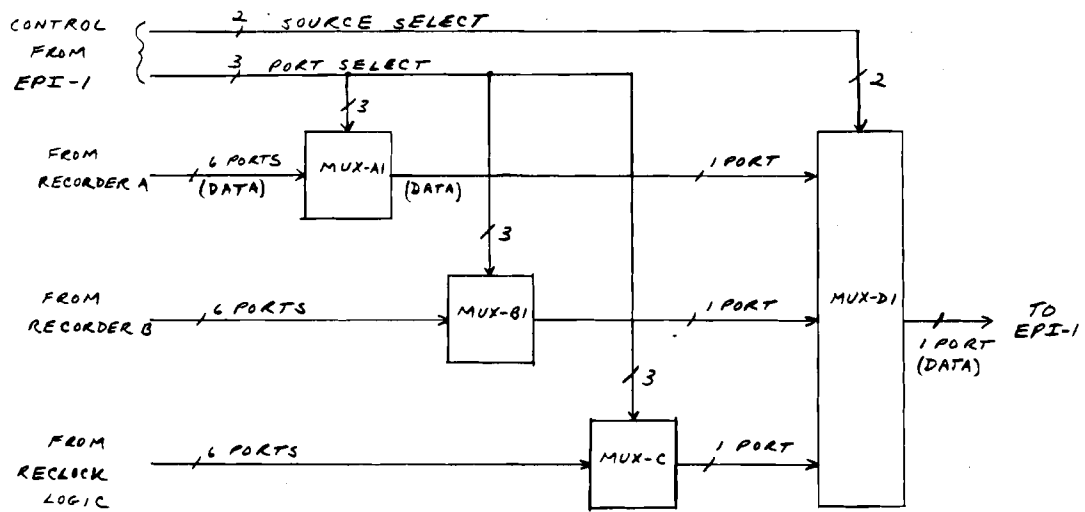 CONTROL
FROM
EPI-1
2 SOURCE SELECT
3 PORT SELECT
2
3
FROM
RECORDER A
6 PORTS
(DATA)
MUX-A1
(DATA)
1 PORT
3
FROM
RECORDER B
6 PORTS
MUX-B1
1 PORT
MUX-D1
1 PORT
(DATA)
TO
EPI-1
3
FROM
RECLOCK
LOGIC
6 PORTS
MUX-C
1 PORT